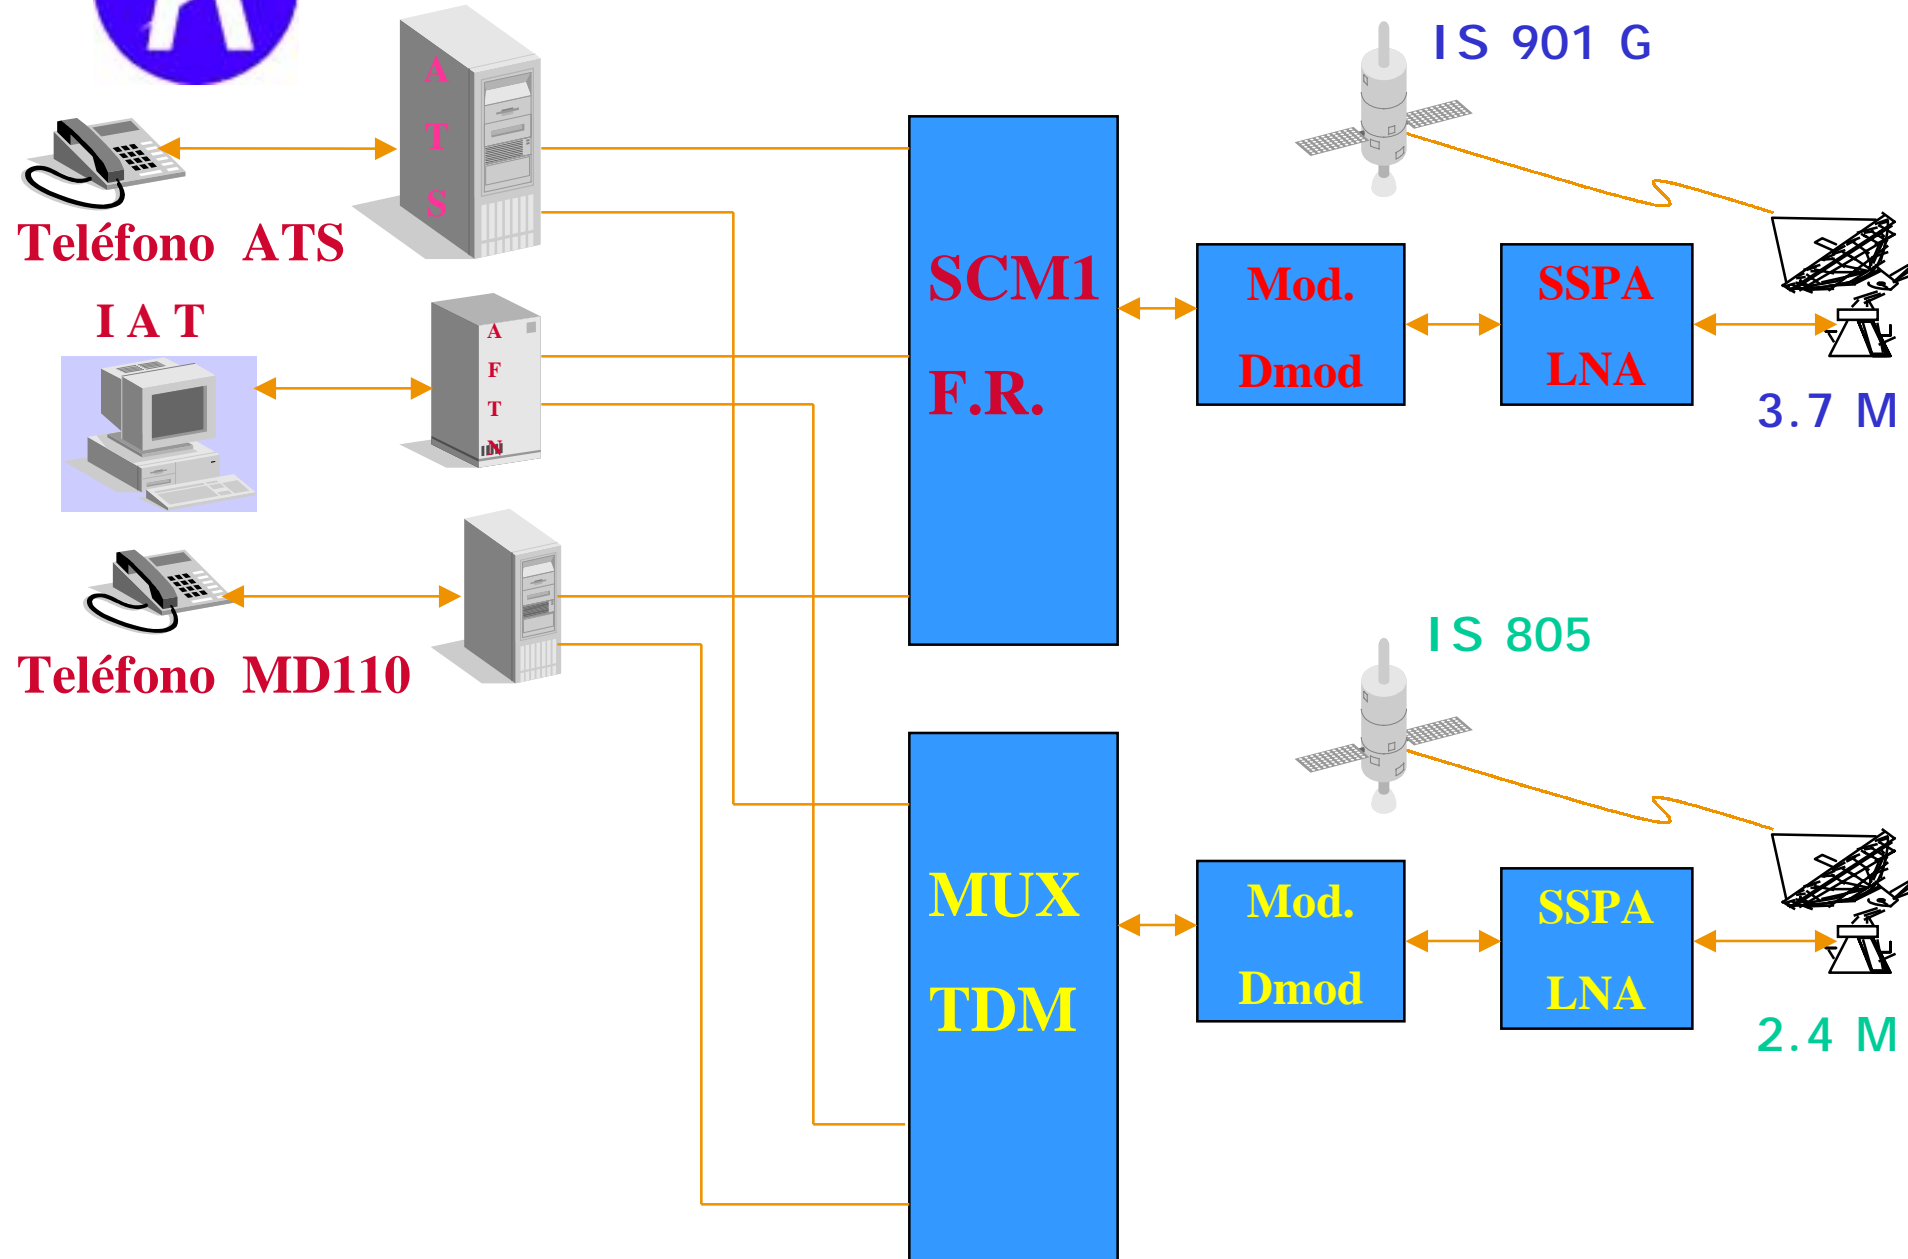 A
T
S
Teléfono ATS
IAT
A
F
T
N
Teléfono MD110
SCM1
F.R.
Mod.
Dmod
SSPA
LNA
IS 901 G
3.7 M
MUX
TDM
Mod.
Dmod
SSPA
LNA
IS 805
2.4 M